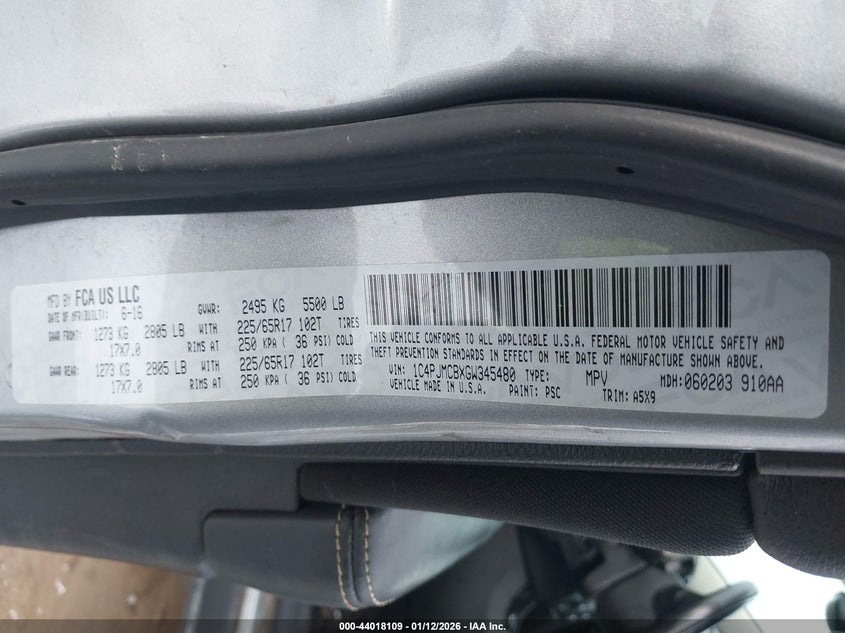 MFD BY FCA US LLC
DATE OF MFR(BUILT): 6-16
GVWR: 2495 KG 5500 LB
GAWR FRONT: 1273 KG 2805 LB WITH 225/65R17 102T TIRES
17X7.0 RIMS AT 250 KPA ( 36 PSI) COLD
GAWR REAR: 1273 KG 2805 LB WITH 225/65R17 102T TIRES
17X7.0 RIMS AT 250 KPA ( 36 PSI) COLD
THIS VEHICLE CONFORMS TO ALL APPLICABLE U.S.A. FEDERAL MOTOR VEHICLE SAFETY AND
THEFT PREVENTION STANDARDS IN EFFECT ON THE DATE OF MANUFACTURE SHOWN ABOVE.
VIN: 1C4PJMCBXGW345480 TYPE: MPV MDH:060203 910AA
VEHICLE MADE IN U.S.A. PAINT: PSC TRIM: A5X9
000-44018109 - 01/12/2026 - IAA Inc.